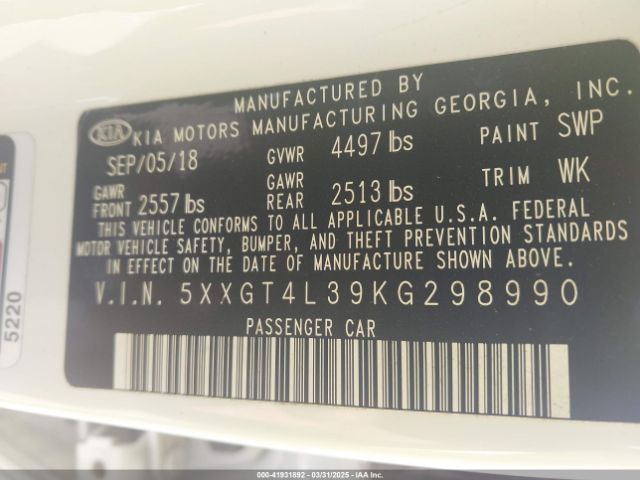 MANUFACTURED BY
KIA KIA MOTORS MANUFACTURING GEORGIA, INC.
SEP/05/18 GVWR 4497 lbs PAINT SWP
GAWR FRONT 2557 lbs GAWR REAR 2513 lbs TRIM WK
THIS VEHICLE CONFORMS TO ALL APPLICABLE U.S.A. FEDERAL
MOTOR VEHICLE SAFETY, BUMPER, AND THEFT PREVENTION STANDARDS
IN EFFECT ON THE DATE OF MANUFACTURE SHOWN ABOVE.
V.I.N. 5XXGT4L39KG298990
PASSENGER CAR
5220
000-41931892 - 03/31/2025 - IAA Inc.